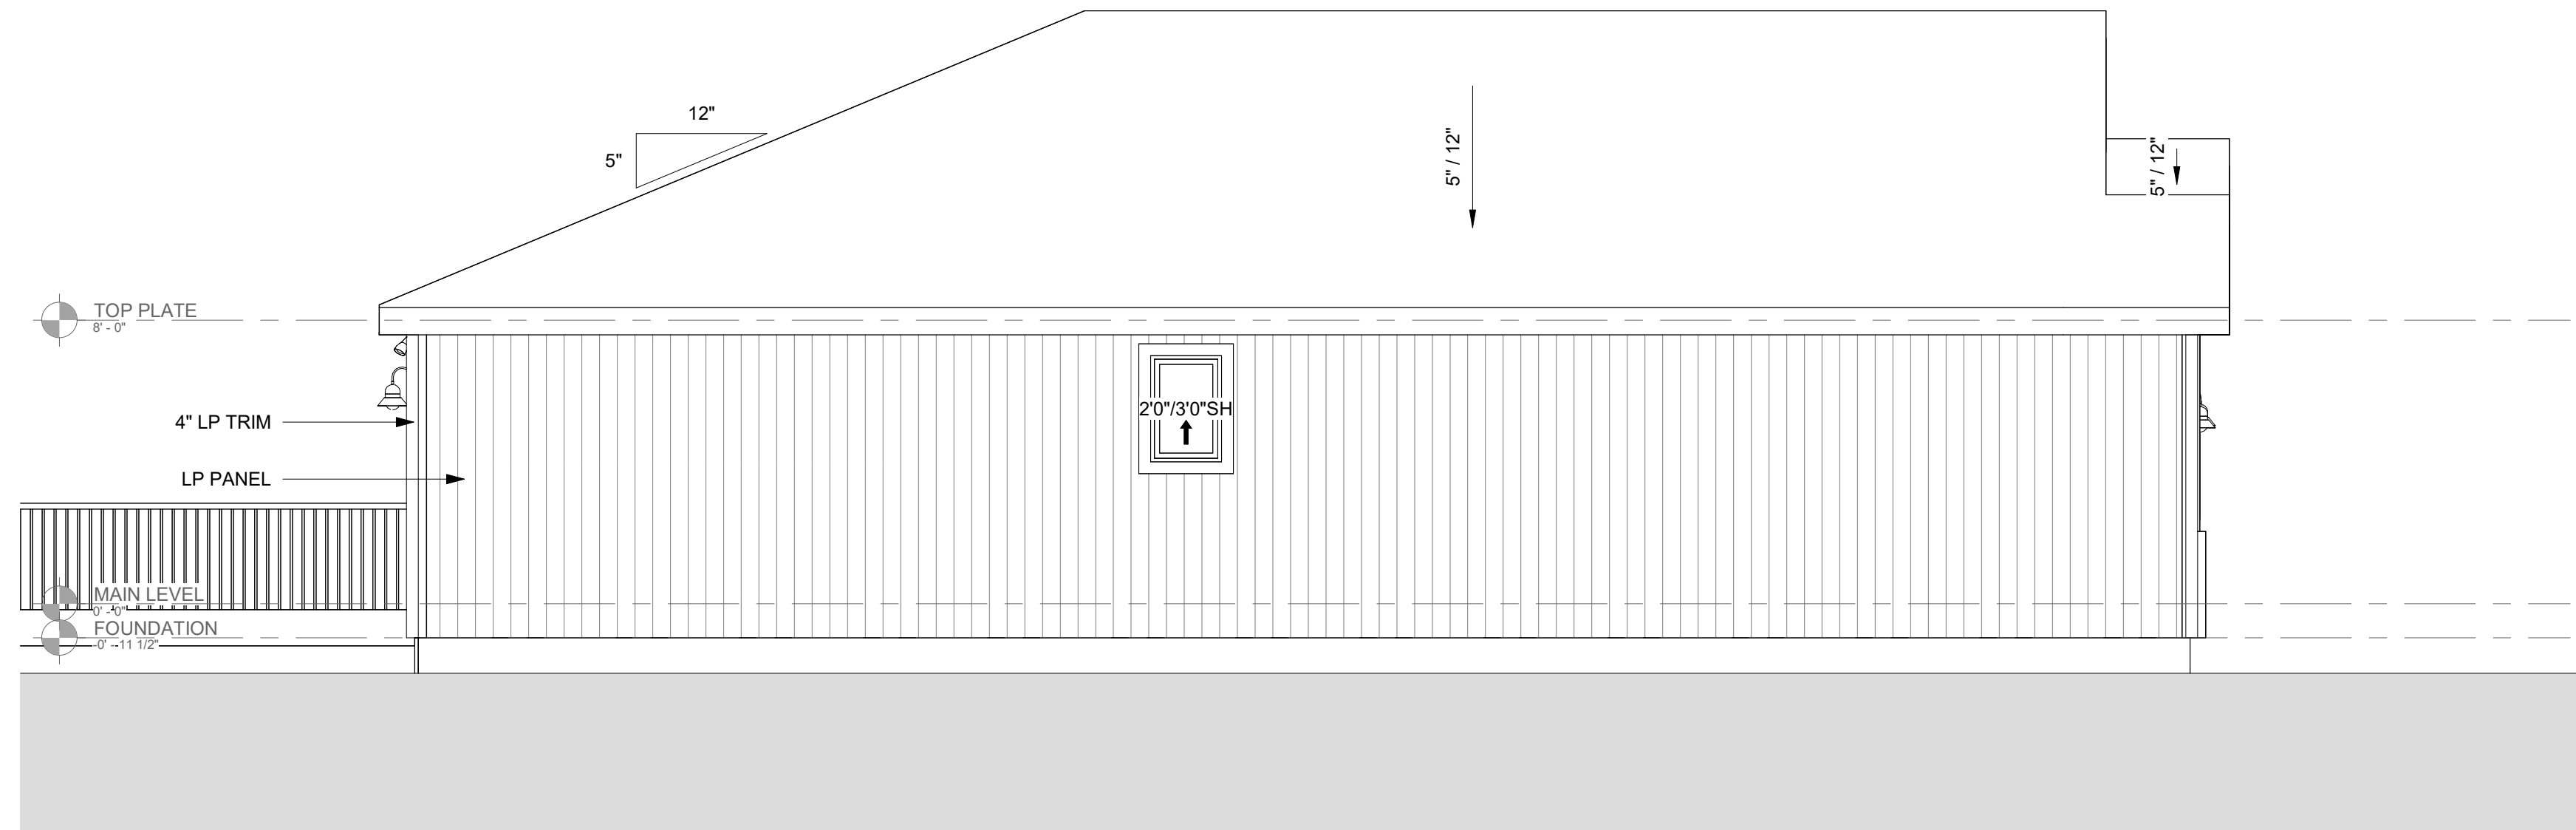 12"
5"
5" / 12"
5" / 12"
TOP PLATE
8' - 0"
2'0"/3'0"SH
4" LP TRIM
LP PANEL
MAIN LEVEL
0' - 0"
FOUNDATION
-0' - 11 1/2"